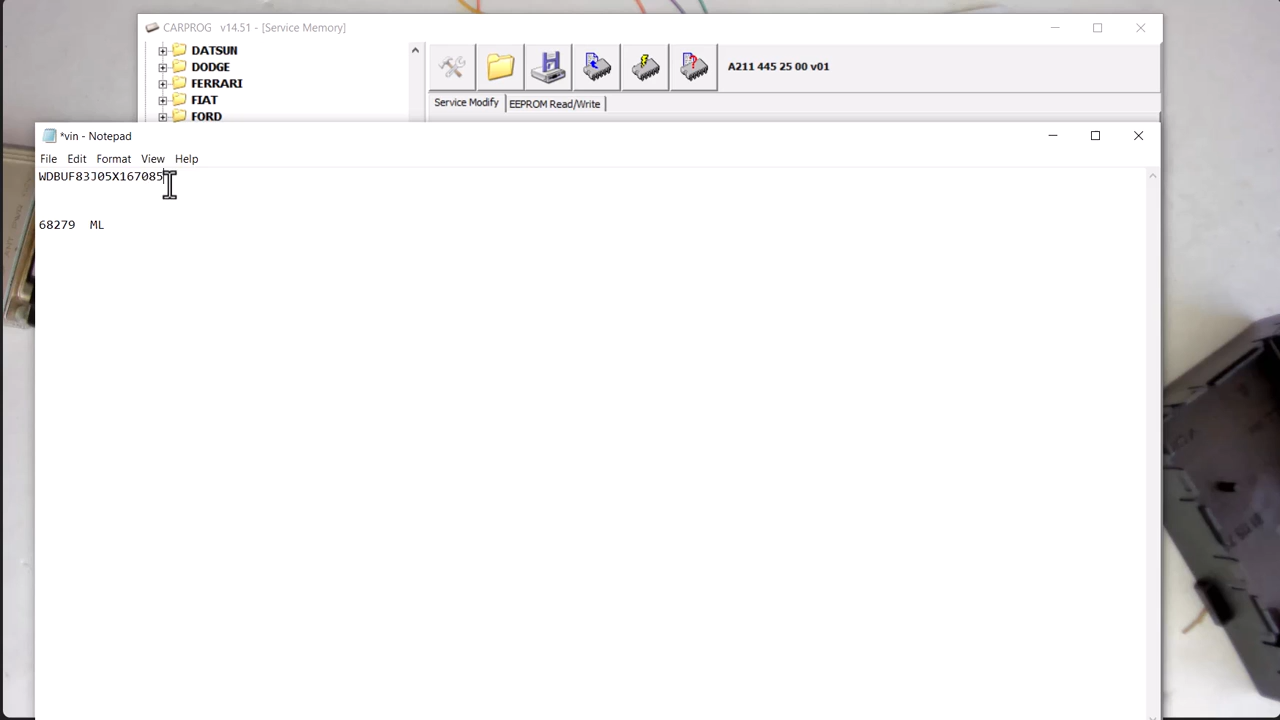 CARPROG v14.51 - [Service Memory]
DATSUN
DODGE
FERRARI
FIAT
FORD
A211 445 25 00 v01
Service Modify
EEPROM Read/Write
*vin - Notepad
File Edit Format View Help
WDBUF83J05X167085
68279 ML